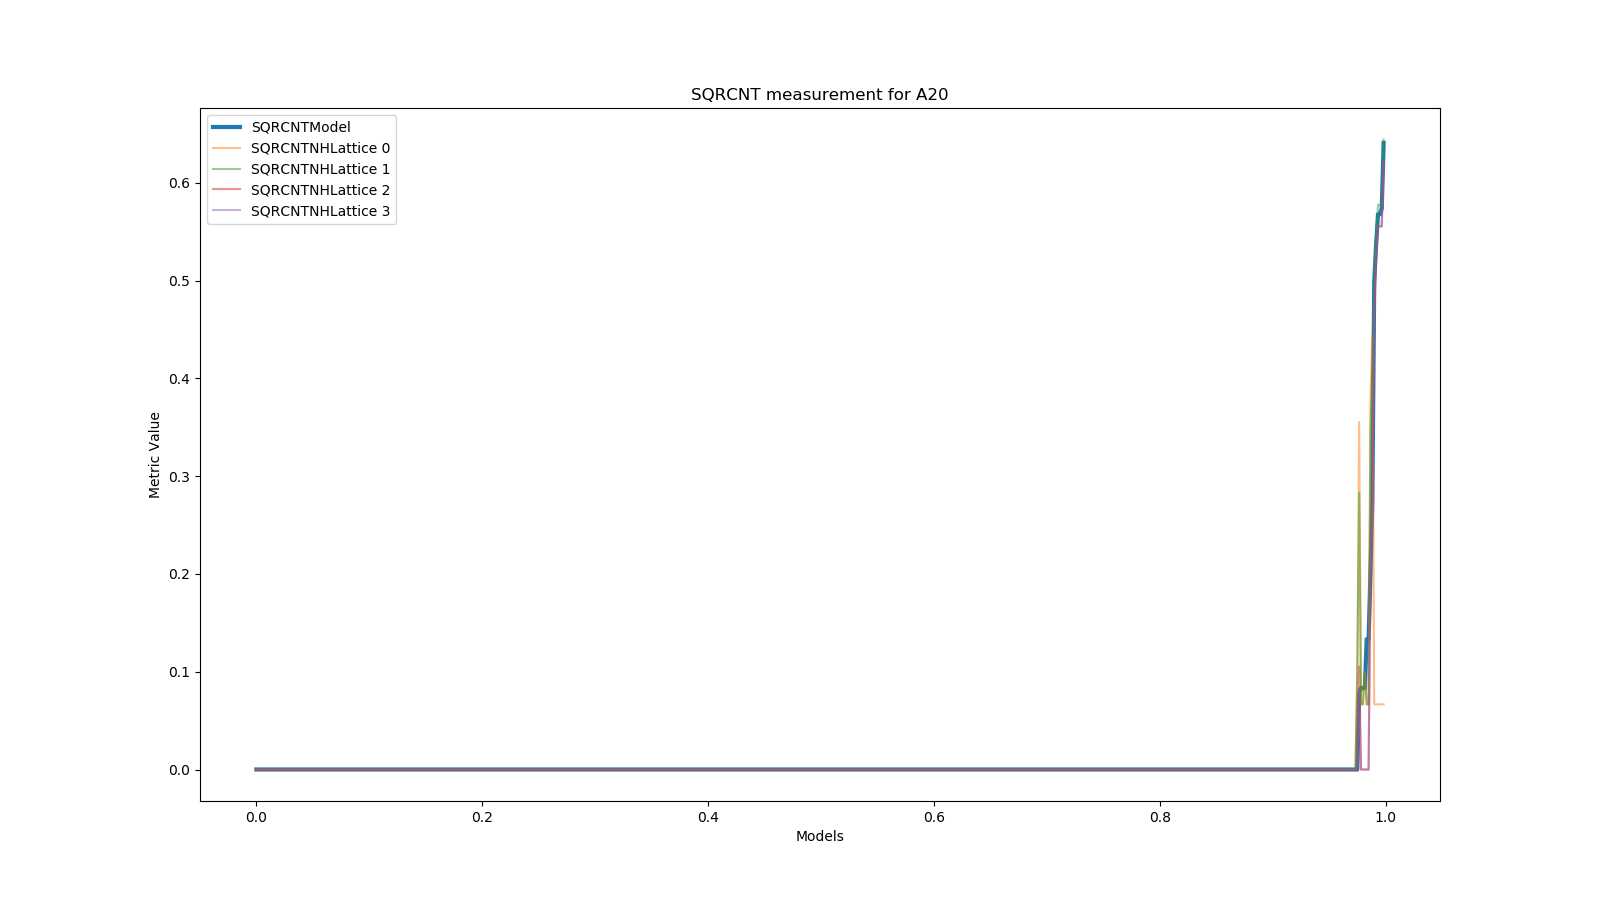 SQRCNT measurement for A20
SQRCNTModel
SQRCNTNHLattice 0
SQRCNTNHLattice 1
SQRCNTNHLattice 2
SQRCNTNHLattice 3
0.6
0.5
0.4
0.3
0.2
0.1
0.0
Metric Value
0.0 0.2 0.4 0.6 0.8 1.0
Models